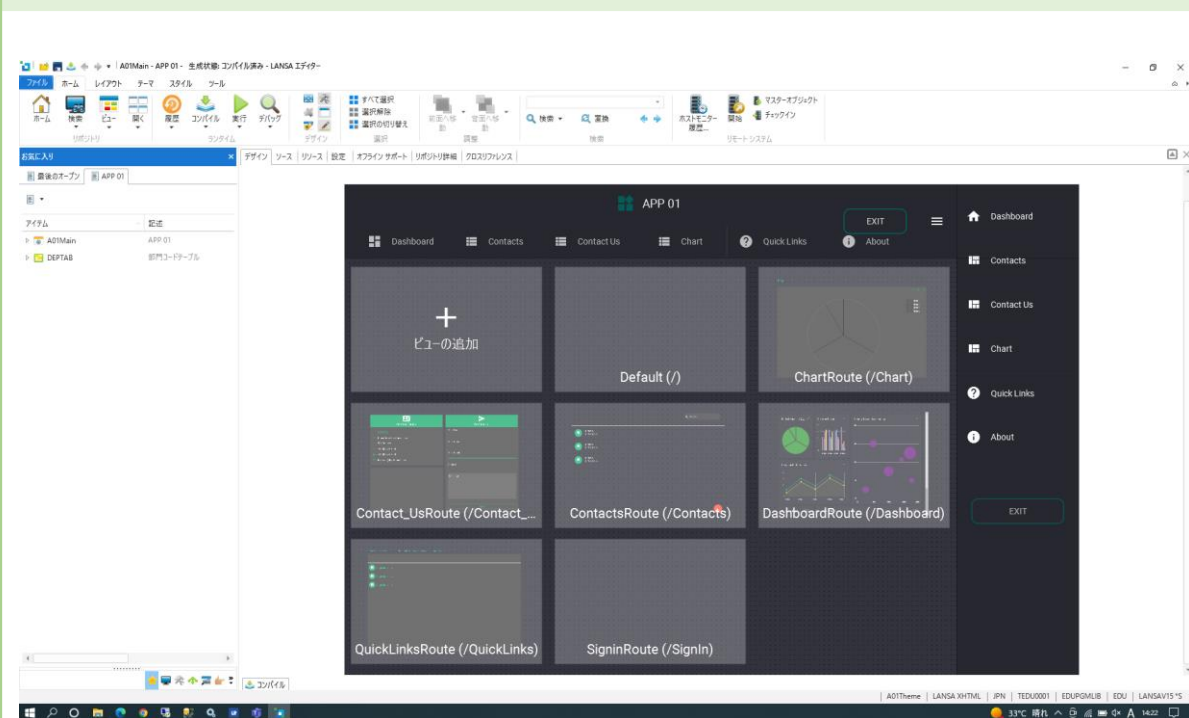 A01Main - APP 01 - 生成状態: コンパイル済み - LANSA エディター
ファイル ホーム レイアウト テーマ スタイル ツール
ホーム 検索 ビュー 開く 履歴 コンパイル 実行 デバッグ
すべて選択
選択解除
選択の切り替え
前面へ移動 背面へ移動
検索 置換
ホストモニター履歴... 開始
マスターオブジェクト
チェックイン
リポジトリ ランタイム デザイン 選択 調整 検索 リモート システム
お気に入り
デザイン ソース リソース 設定 オフライン サポート リポジトリ詳細 クロスリファレンス
最後のオープン APP 01
アイテム 記述
A01Main APP 01
DEPTAB 部門コードテーブル
APP 01
EXIT
Dashboard Contacts Contact Us Chart Quick Links About
ビューの追加
Default (/)
ChartRoute (/Chart)
Contact_UsRoute (/Contact_...
ContactsRoute (/Contacts)
DashboardRoute (/Dashboard)
QuickLinksRoute (/QuickLinks)
SigninRoute (/SignIn)
Dashboard
Contacts
Contact Us
Chart
Quick Links
About
EXIT
コンパイル
A01Theme LANSA XHTML JPN TEDU0001 EDUPGMLIB EDU LANSAV15 *S
33°C 晴れ A 14:22